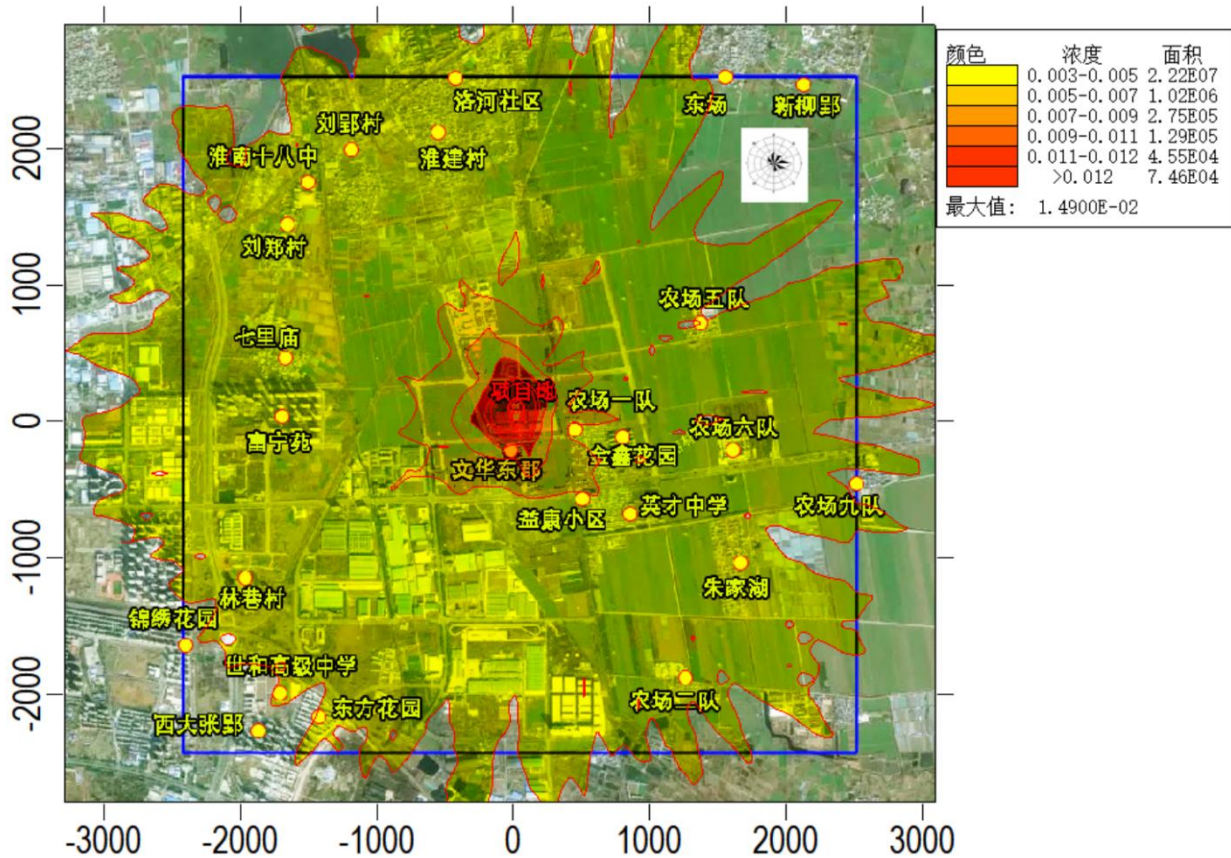 颜色 浓度 面积
0.003-0.005 2.22E07
0.005-0.007 1.02E06
0.007-0.009 2.75E05
0.009-0.011 1.29E05
0.011-0.012 4.55E04
>0.012 7.46E04
最大值: 1.4900E-02
洛河社区
东场
新柳郢
刘郢村
淮建村
淮南十八中
刘郑村
农场五队
七里庙
项目地
农场一队
农场六队
富宁苑
金鑫花园
文华东郡
农场九队
英才中学
益康小区
朱家湖
林巷村
锦绣花园
世和高级中学
农场二队
东方花园
西大张郢
2000
1000
0
-1000
-2000
-3000 -2000 -1000 0 1000 2000 3000